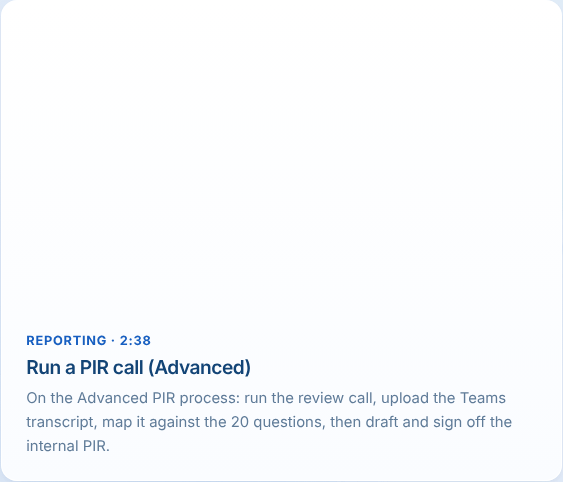 REPORTING · 2:38
Run a PIR call (Advanced)
On the Advanced PIR process: run the review call, upload the Teams
transcript, map it against the 20 questions, then draft and sign off the
internal PIR.